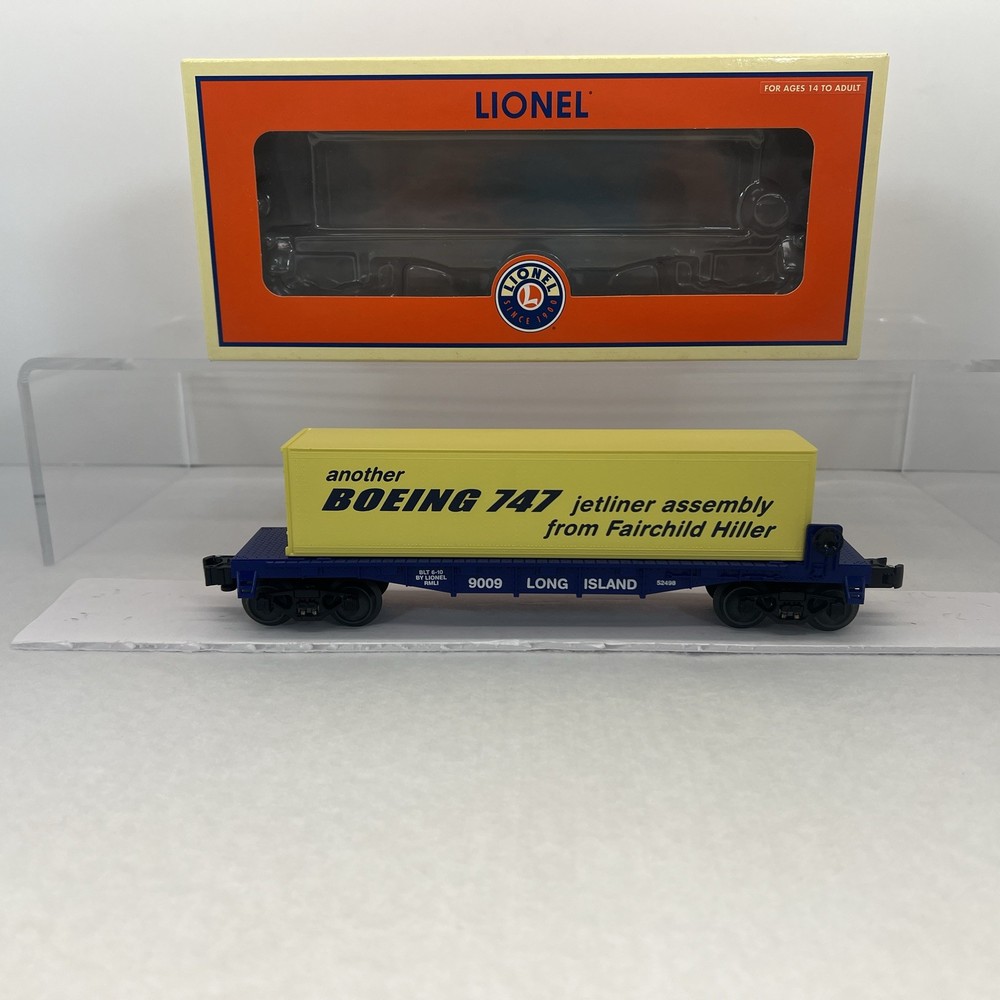 FOR AGES 14 TO ADULT
LIONEL
LIONEL
L
SINCE 1900
another
BOEING 747 jetliner assembly
from Fairchild Hiller
BLT 6-10
BY LIONEL
RMLI
9009 LONG ISLAND
52498